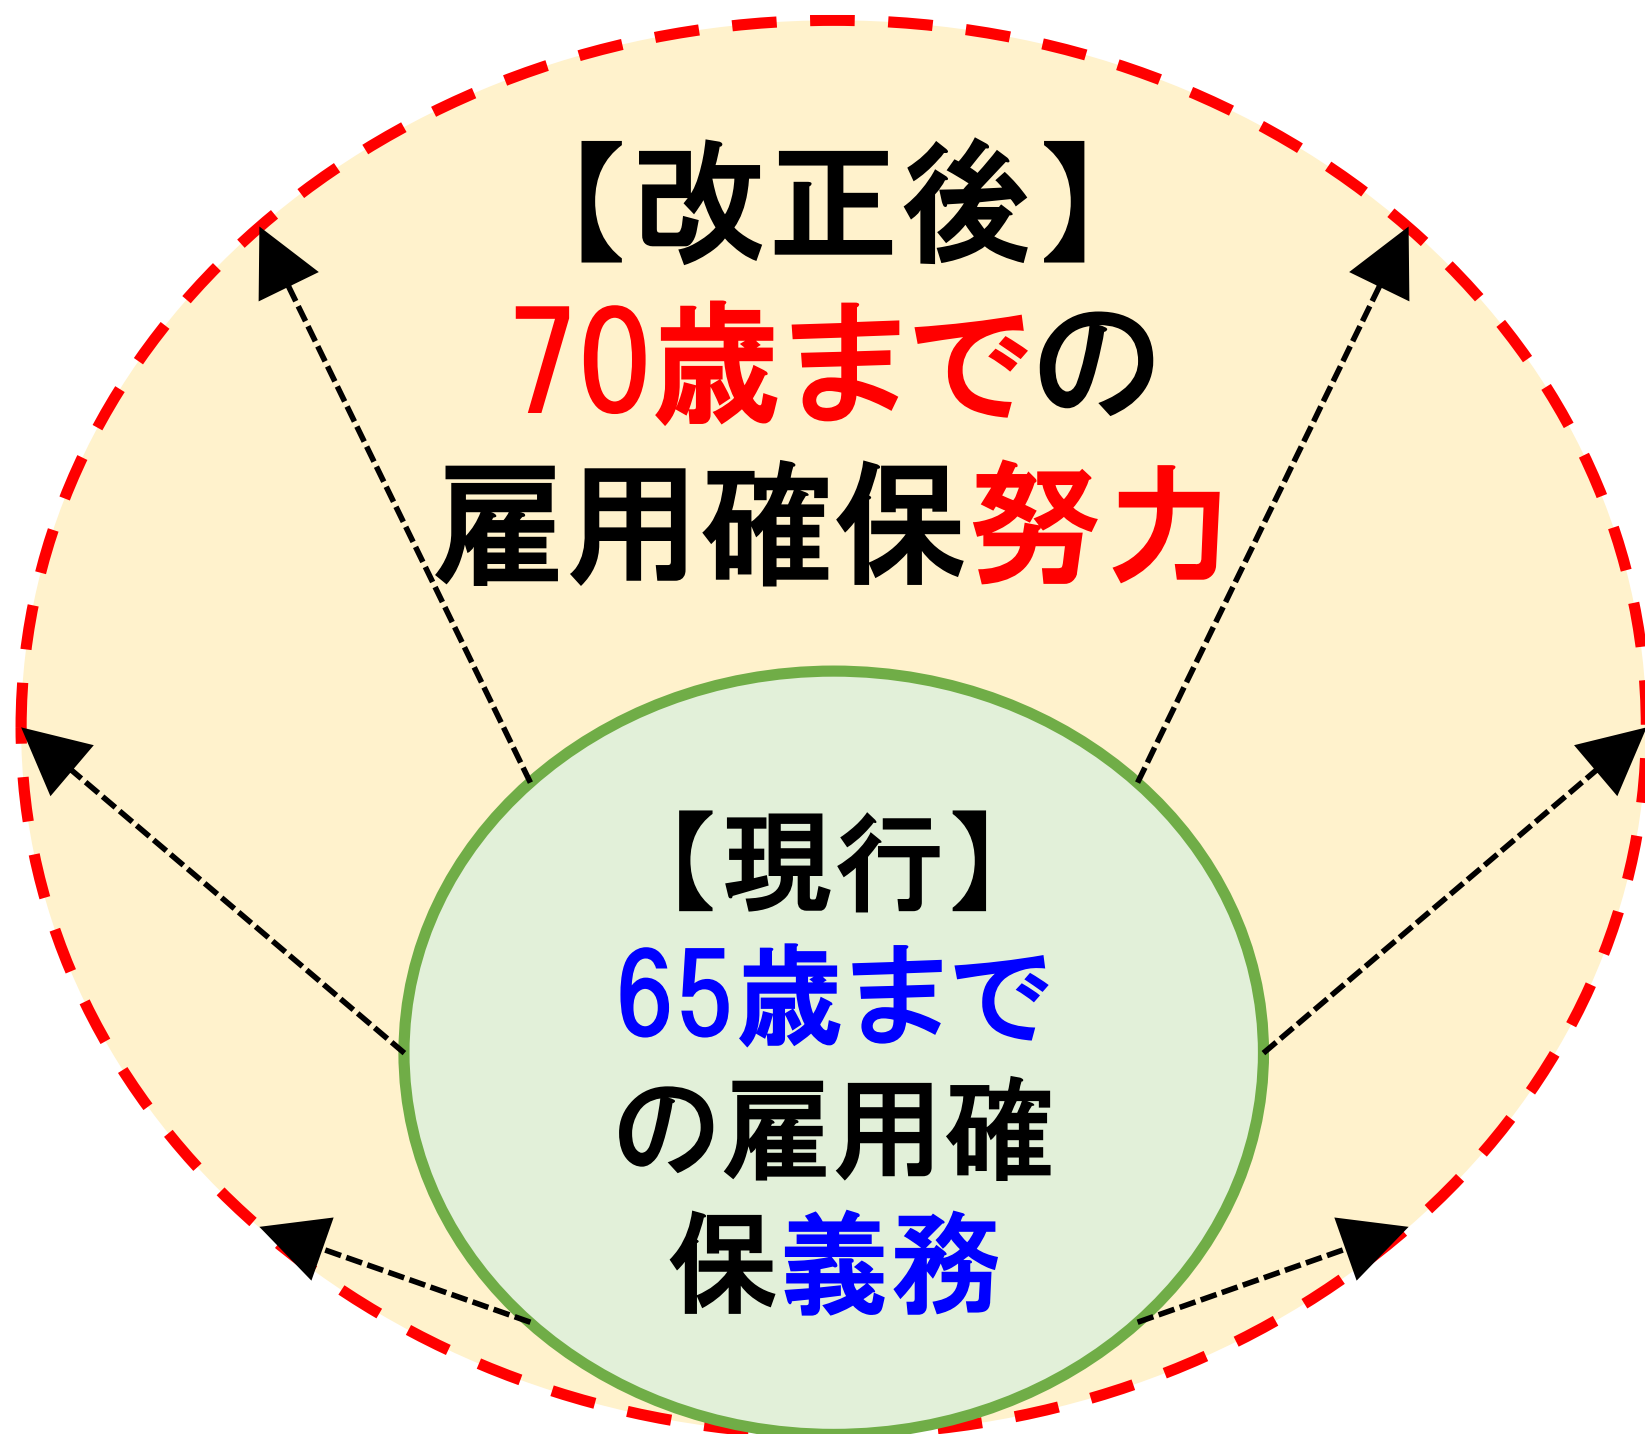 【改正後】
70歳までの
雇用確保努力
【現行】
65歳まで
の雇用確
保義務